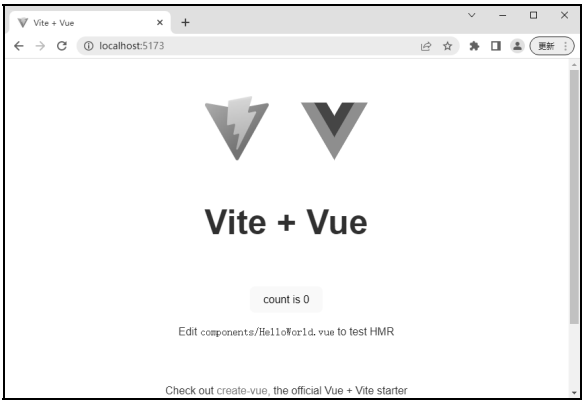 Vite + Vue
localhost:5173
更新
Vite + Vue
count is 0
Edit components/HelloWorld.vue to test HMR
Check out create-vue, the official Vue + Vite starter